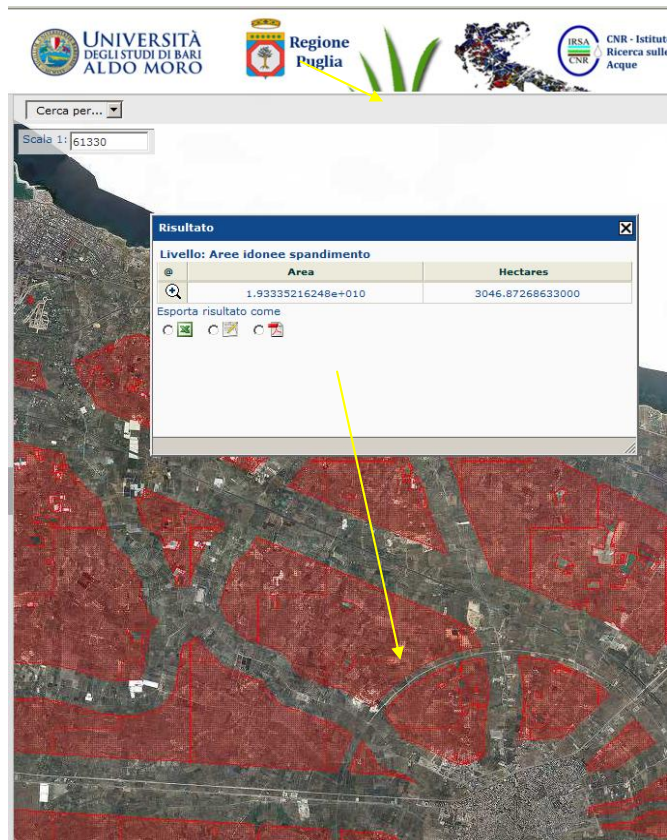 UNIVERSITÀ
DEGLI STUDI DI BARI
ALDO MORO
Regione
Puglia
IRSA
CNR
CNR - Istituto
Ricerca sulle
Acque
Cerca per...
Scala 1: 61330
Risultato
Livello: Aree idonee spandimento
@ Area Hectares
1.93335216248e+010 3046.87268633000
Esporta risultato come